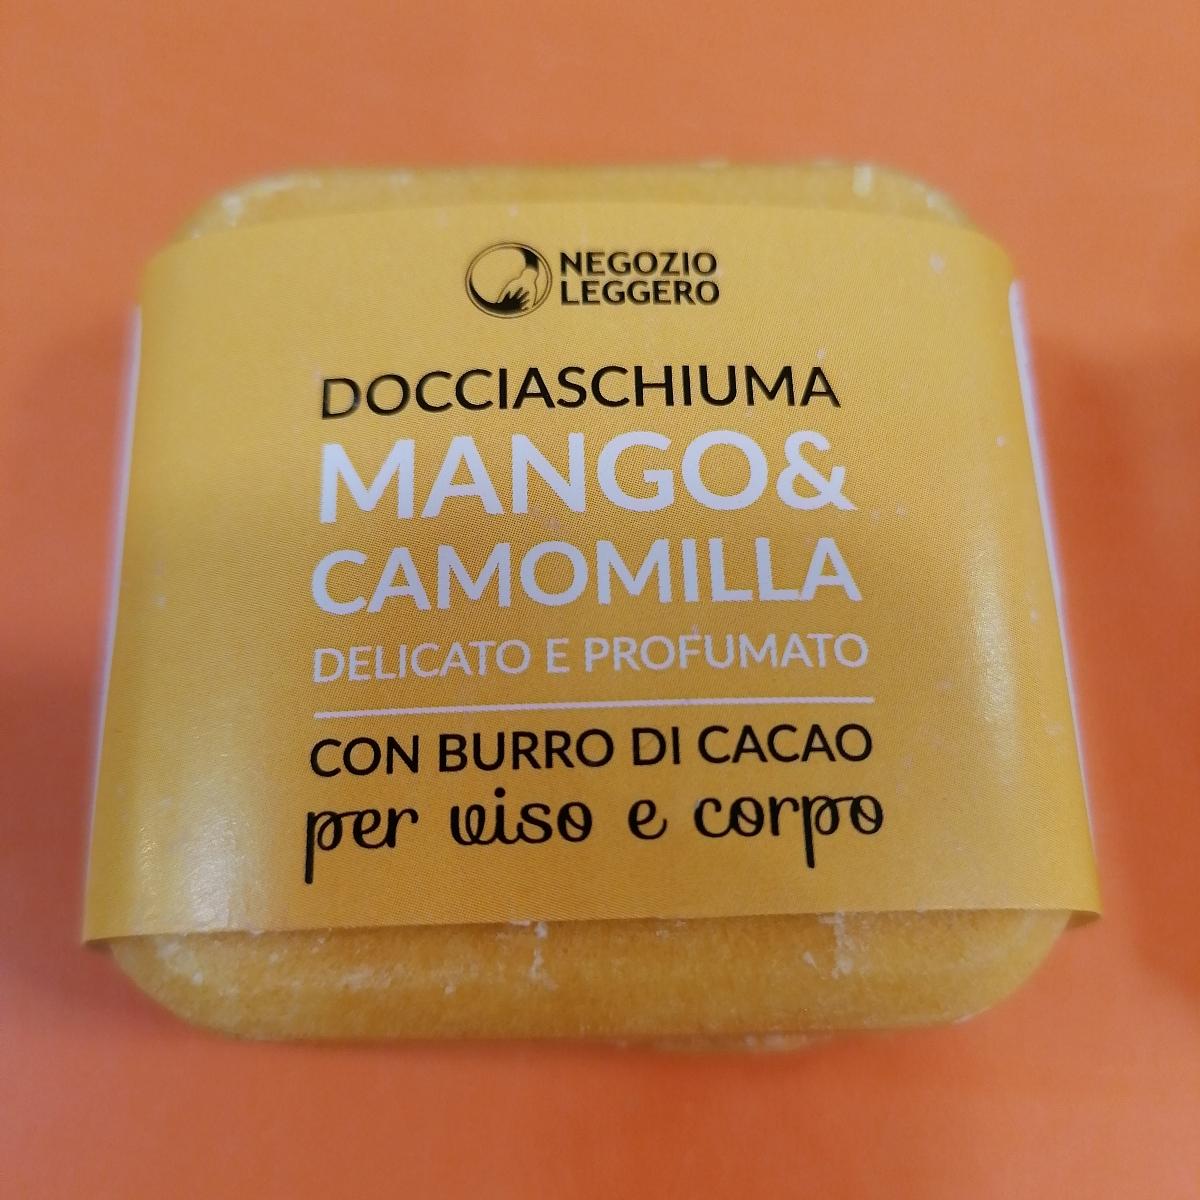 NEGOZIO
LEGGERO
DOCCIASCHIUMA
MANGO&
CAMOMILLA
DELICATO E PROFUMATO
CON BURRO DI CACAO
per viso e corpo